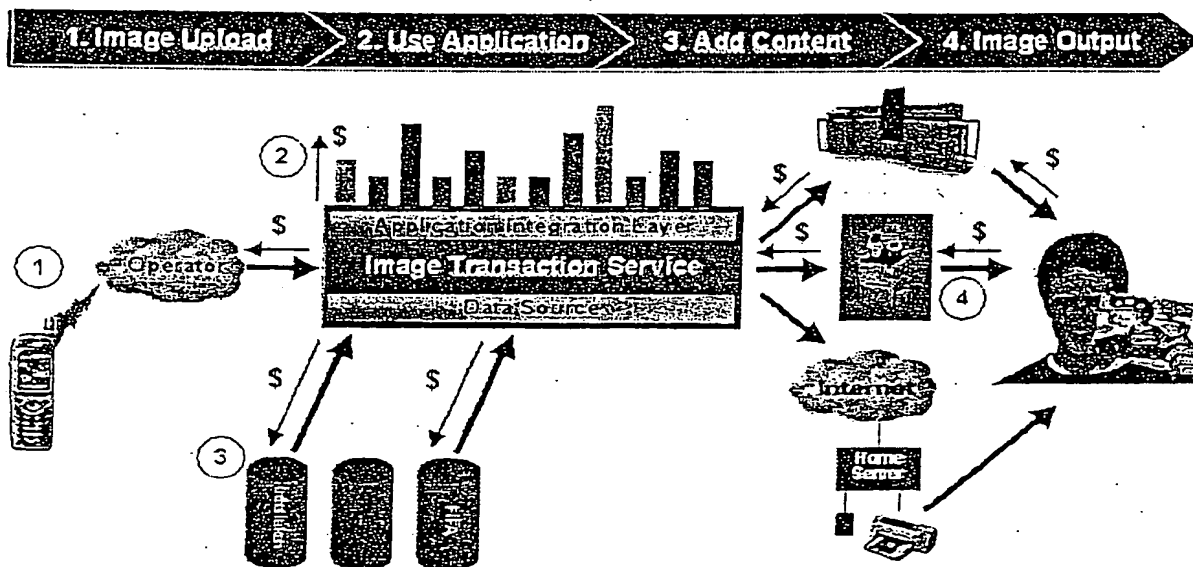 1. Image Upload
2. Use Application
3. Add Content
4. Image Output
2
$
Application Integration Layer
Image Transaction Service
Data Source
1
Operator
$
$
$
$
$
4
Internet
Home
Server
3
$
$
FIFA